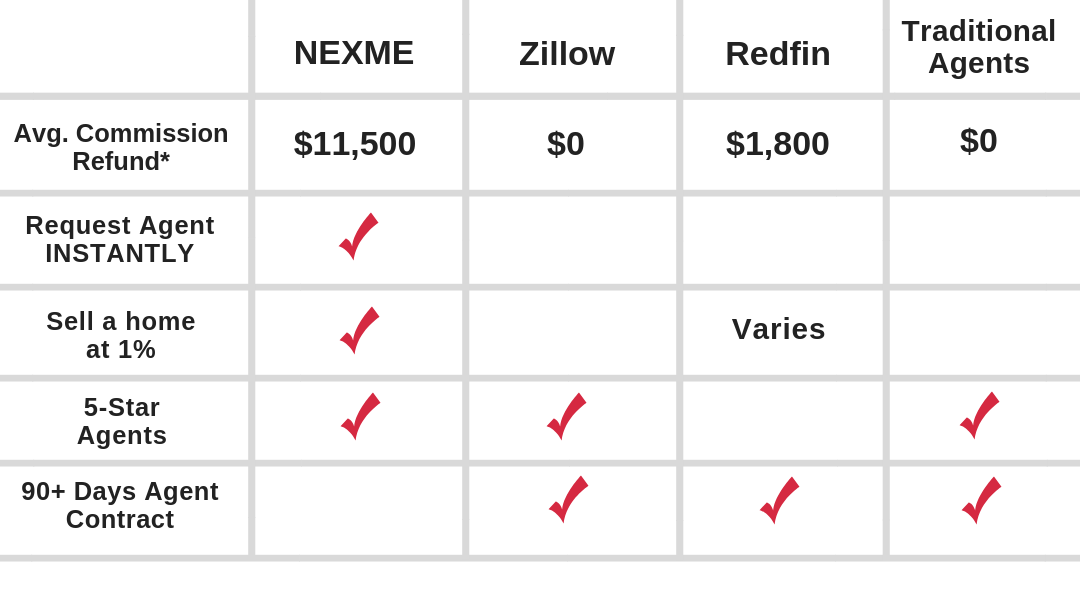 NEXME
Zillow
Redfin
Traditional
Agents
Avg. Commission
Refund*
$11,500
$0
$1,800
$0
Request Agent
INSTANTLY
Sell a home
at 1%
Varies
5-Star
Agents
90+ Days Agent
Contract